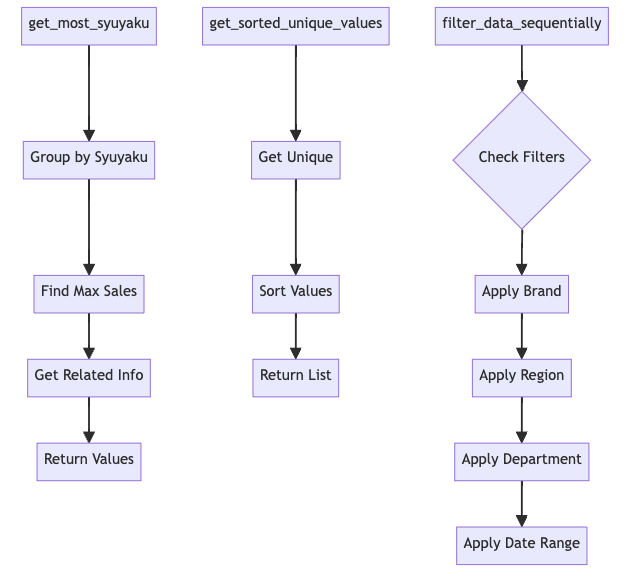 get_most_syuyaku
Group by Syuyaku
Find Max Sales
Get Related Info
Return Values
get_sorted_unique_values
Get Unique
Sort Values
Return List
filter_data_sequentially
Check Filters
Apply Brand
Apply Region
Apply Department
Apply Date Range